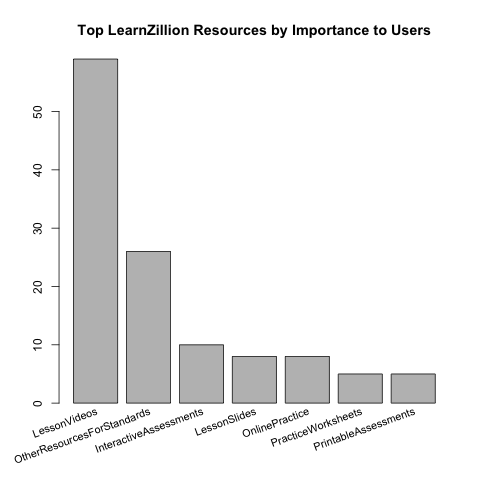 Top LearnZillion Resources by Importance to Users
50
40
30
20
10
0
LessonVideos
OtherResourcesForStandards
InteractiveAssessments
LessonSlides
OnlinePractice
PracticeWorksheets
PrintableAssessments